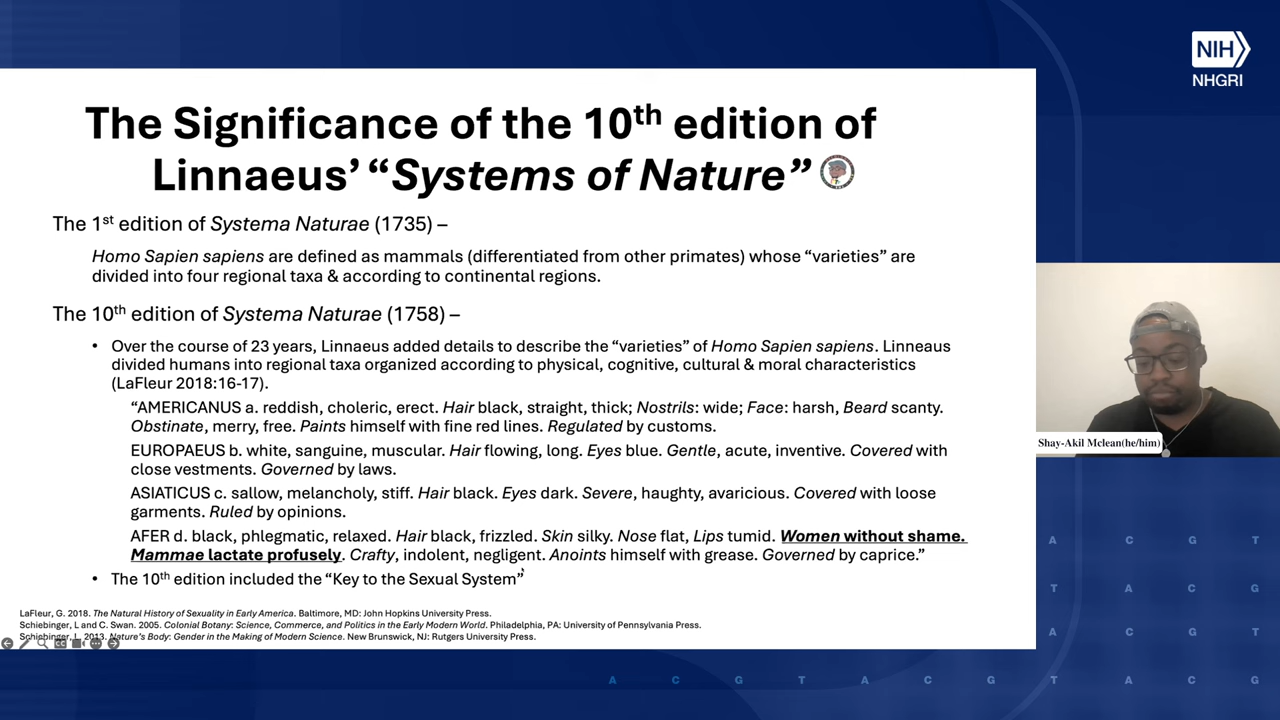 NIH
NHGRI
The Significance of the 10th edition of
Linnaeus’ “Systems of Nature”
The 1st edition of Systema Naturae (1735) –
Homo Sapien sapiens are defined as mammals (differentiated from other primates) whose “varieties” are
divided into four regional taxa & according to continental regions.
The 10th edition of Systema Naturae (1758) –
• Over the course of 23 years, Linnaeus added details to describe the “varieties” of Homo Sapien sapiens. Linneaus
divided humans into regional taxa organized according to physical, cognitive, cultural & moral characteristics
(LaFleur 2018:16-17).
“AMERICANUS a. reddish, choleric, erect. Hair black, straight, thick; Nostrils: wide; Face: harsh, Beard scanty.
Obstinate, merry, free. Paints himself with fine red lines. Regulated by customs.
EUROPAEUS b. white, sanguine, muscular. Hair flowing, long. Eyes blue. Gentle, acute, inventive. Covered with
close vestments. Governed by laws.
ASIATICUS c. sallow, melancholy, stiff. Hair black. Eyes dark. Severe, haughty, avaricious. Covered with loose
garments. Ruled by opinions.
AFER d. black, phlegmatic, relaxed. Hair black, frizzled. Skin silky. Nose flat, Lips tumid. Women without shame.
Mammae lactate profusely. Crafty, indolent, negligent. Anoints himself with grease. Governed by caprice.”
• The 10th edition included the “Key to the Sexual System”
LaFleur, G. 2018. The Natural History of Sexuality in Early America. Baltimore, MD: John Hopkins University Press.
Schiebinger, L and C. Swan. 2005. Colonial Botany: Science, Commerce, and Politics in the Early Modern World. Philadelphia, PA: University of Pennsylvania Press.
Schiebinger, L. 2013. Nature’s Body: Gender in the Making of Modern Science. New Brunswick, NJ: Rutgers University Press.
Shay-Akil Mclean(he/him)
A C G T
T A C G
A C G T
A C G T A C G T A C G